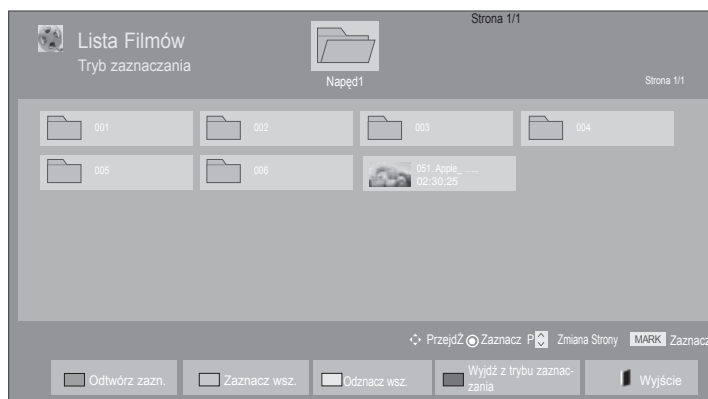 Strona 1/1
Lista Filmów
Tryb zaznaczania
Napęd1
Strona 1/1
001
002
003
004
005
006
051. Apple_ ......
02:30:25
PrzejdŹ Zaznacz P Zmiana Strony MARK Zaznacz
Odtwórz zazn.
Zaznacz wsz.
Odznacz wsz.
Wyjdź z trybu zaznac-
zania
Wyjście